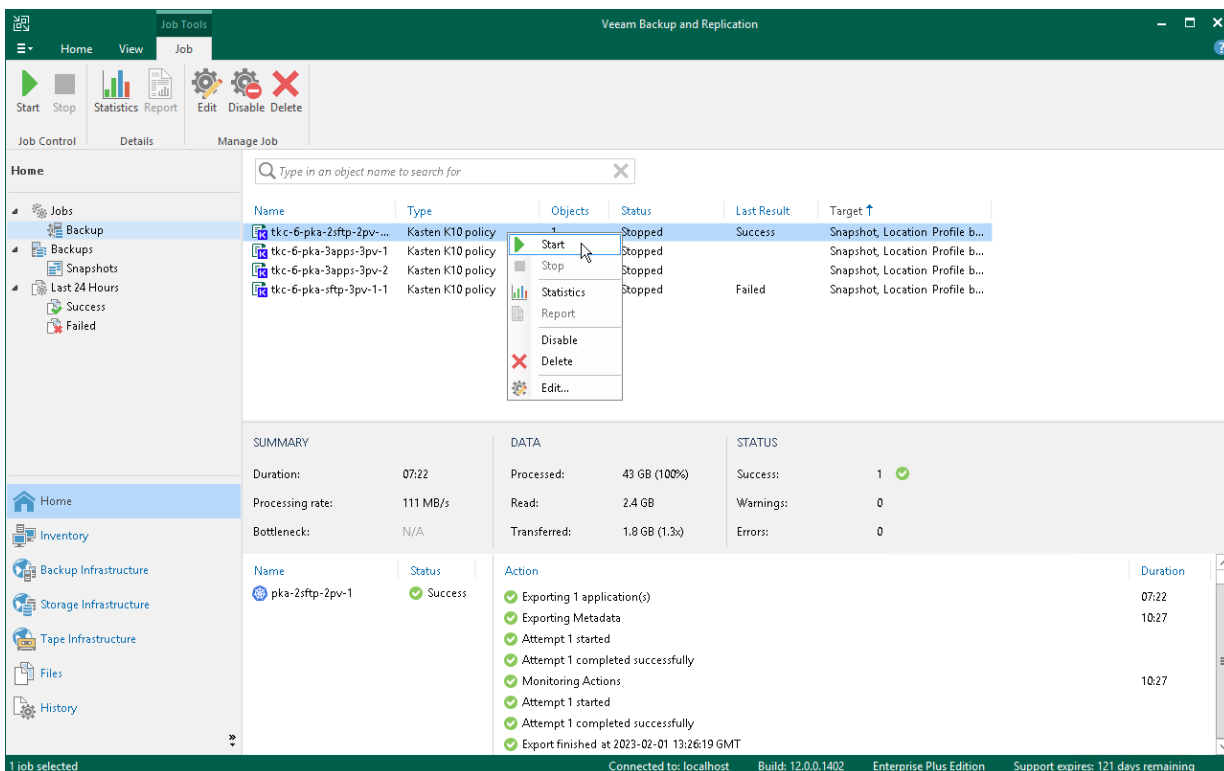 Job Tools
Veeam Backup and Replication
Home View Job
Start Stop Statistics Report Edit Disable Delete
Job Control Details Manage Job
Home
Type in an object name to search for
Jobs
Backup
Backups
Snapshots
Last 24 Hours
Success
Failed
Name Type Objects Status Last Result Target
tkc-6-pka-2sftp-2pv-... Kasten K10 policy 1 Stopped Success Snapshot, Location Profile b...
tkc-6-pka-3apps-3pv-1 Kasten K10 policy Stopped Snapshot, Location Profile b...
tkc-6-pka-3apps-3pv-2 Kasten K10 policy Stopped Snapshot, Location Profile b...
tkc-6-pka-sftp-3pv-1-1 Kasten K10 policy Stopped Failed Snapshot, Location Profile b...
Start
Stop
Statistics
Report
Disable
Delete
Edit...
SUMMARY DATA STATUS
Duration: 07:22 Processed: 43 GB (100%) Success: 1
Processing rate: 111 MB/s Read: 2.4 GB Warnings: 0
Bottleneck: N/A Transferred: 1.8 GB (1.3x) Errors: 0
Home
Inventory
Backup Infrastructure
Storage Infrastructure
Tape Infrastructure
Files
History
Name Status Action Duration
pka-2sftp-2pv-1 Success
Exporting 1 application(s) 07:22
Exporting Metadata 10:27
Attempt 1 started
Attempt 1 completed successfully
Monitoring Actions 10:27
Attempt 1 started
Attempt 1 completed successfully
Export finished at 2023-02-01 13:26:19 GMT
1 job selected Connected to: localhost Build: 12.0.0.1402 Enterprise Plus Edition Support expires: 121 days remaining